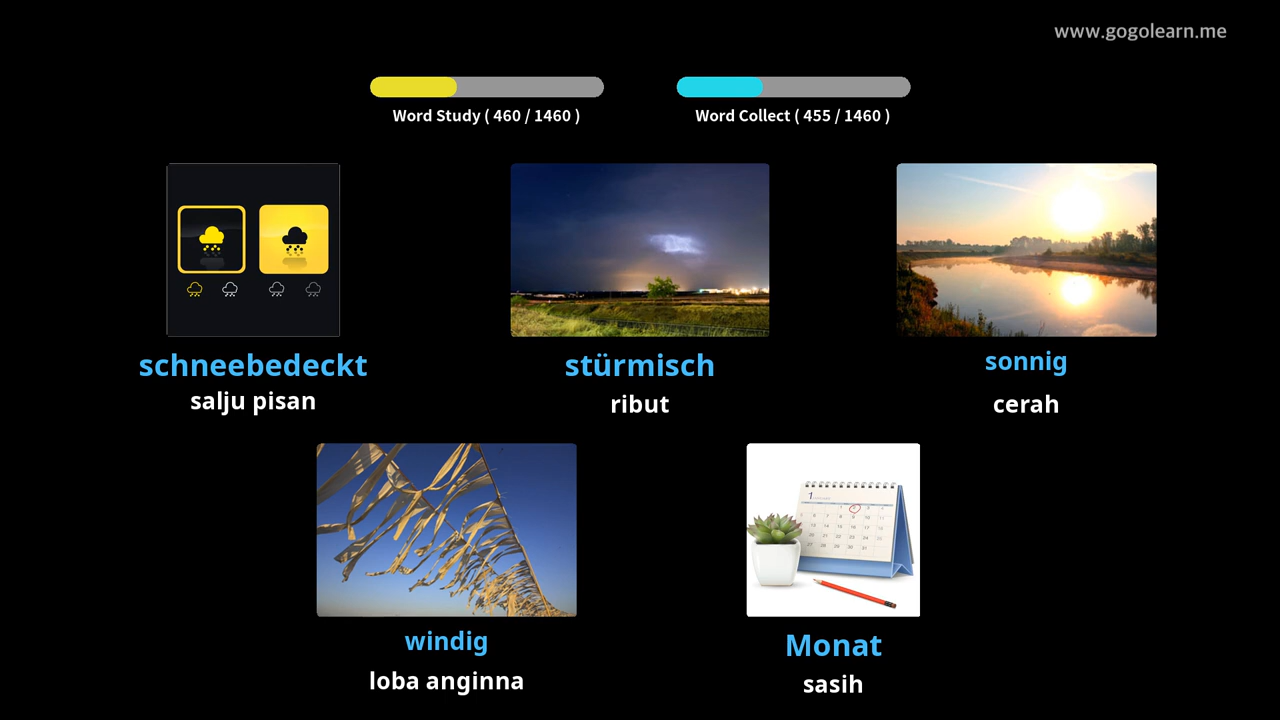 www.gogolearn.me
Word Study ( 460 / 1460 )
Word Collect ( 455 / 1460 )
schneebedeckt
salju pisan
stürmisch
ribut
sonnig
cerah
windig
loba anginna
Monat
sasih